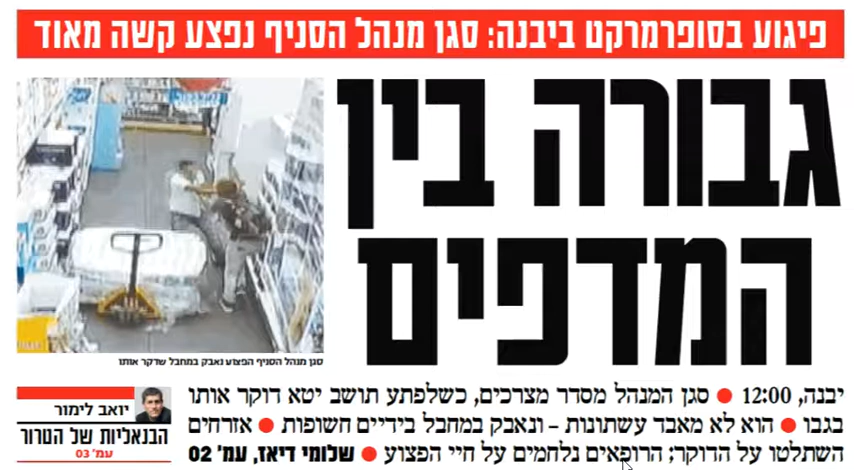 פיגוע בסופרמרקט ביבנה: סגן מנהל הסניף נפצע קשה מאוד
גבורה בין
המדפים
סגן מנהל הסניף הפצוע נאבק במחבל שדקר אותו
יבנה, 12:00 ● סגן המנהל מסדר מצרכים, כשלפתע תושב יטא דוקר אותו
בגבו ● הוא לא מאבד עשתונות - ונאבק במחבל בידיים חשופות ● אזרחים
השתלטו על הדוקר; הרופאים נלחמים על חיי הפצוע ● שלומי דיאז, עמ' 02
יואב לימור
הבנאליות של הטרור
עמ' 03